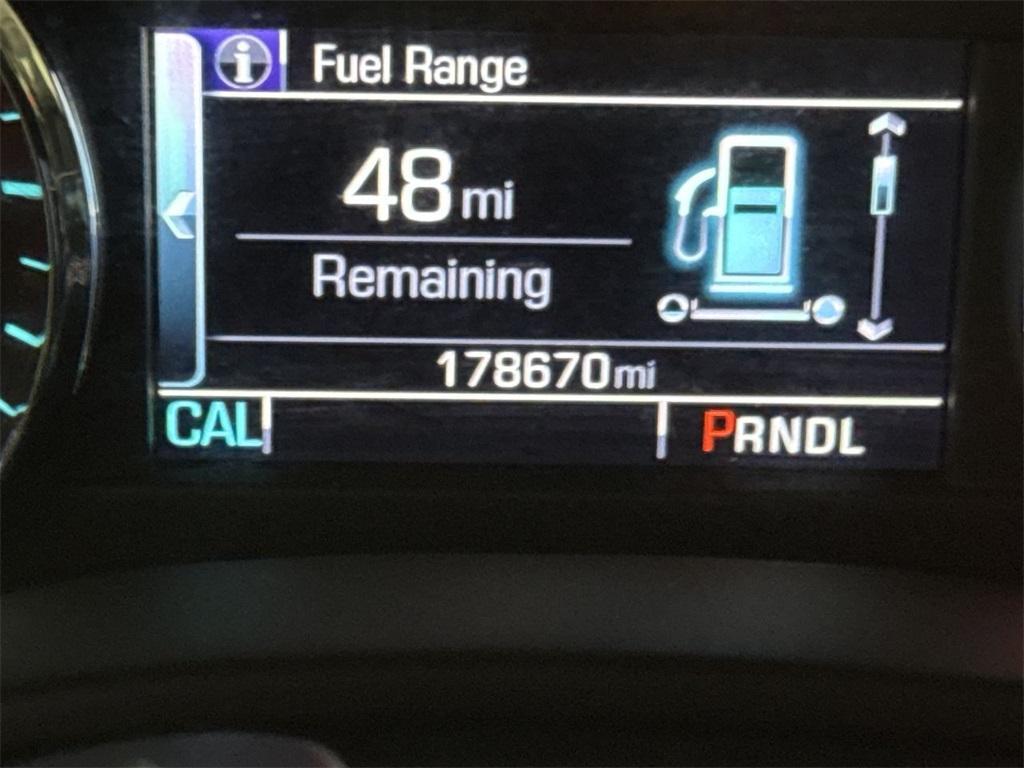 i Fuel Range
48 mi
Remaining
178670 mi
CAL PRNDL